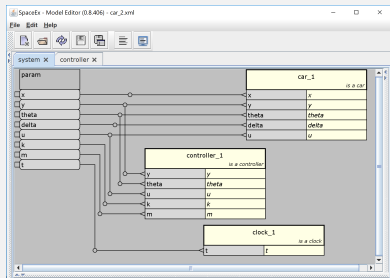 SpaceEx - Model Editor (0.8.406) - car_2.xml
File Edit Help
system × controller ×
param
x
y
theta
delta
u
k
m
t
car_1
is a car
x x
y y
theta theta
delta delta
u u
controller_1
is a controller
y y
theta theta
u u
k k
m m
clock_1
is a clock
t t